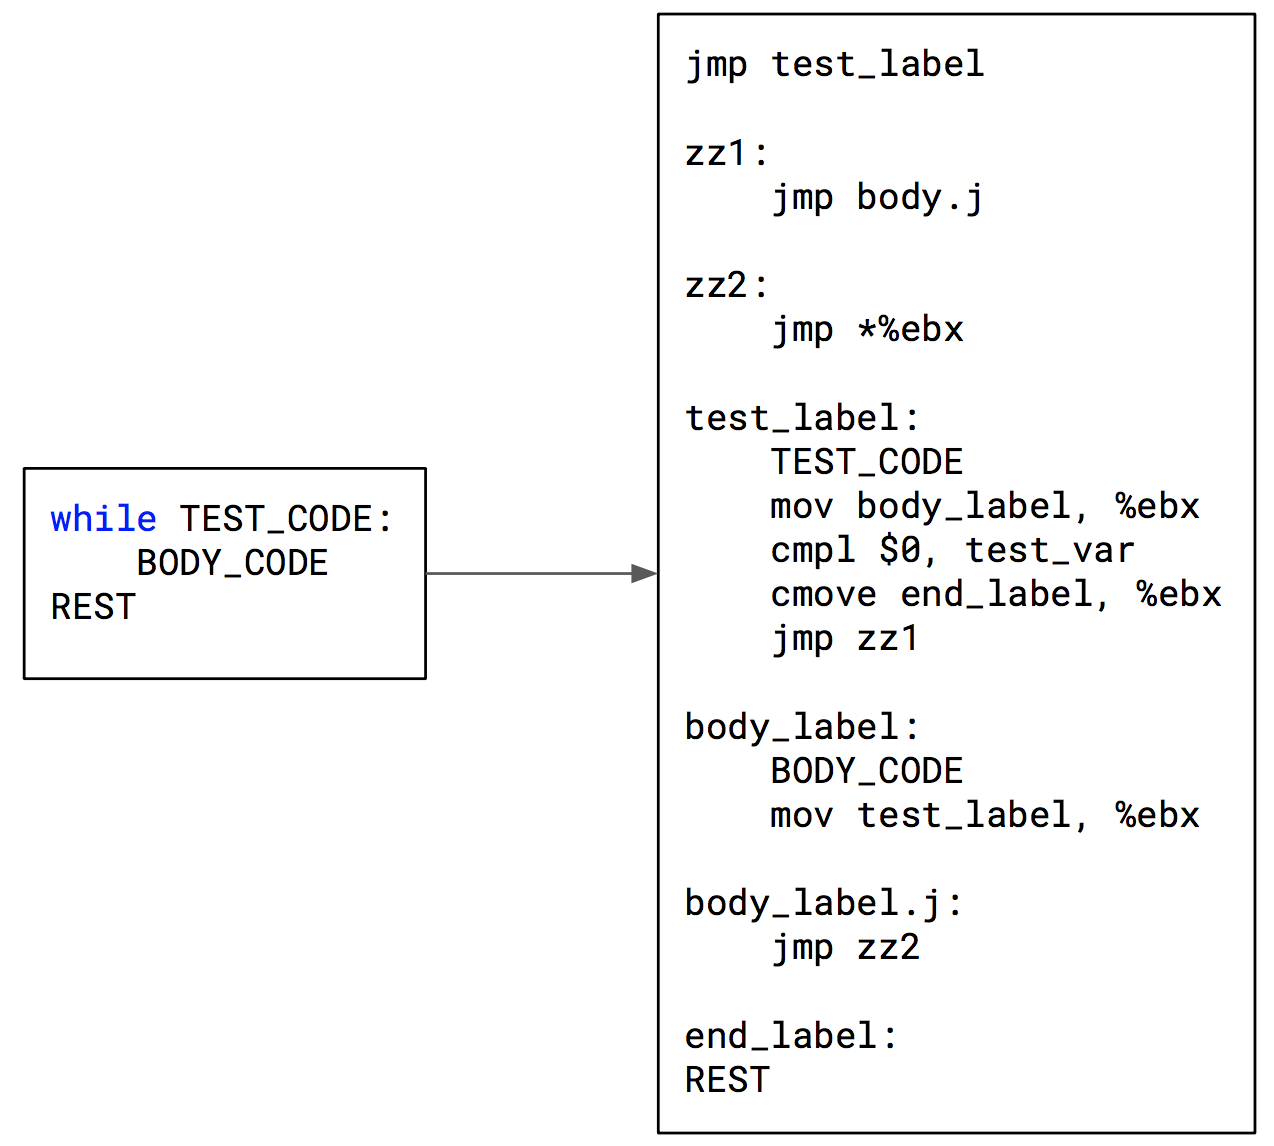 while TEST_CODE:
    BODY_CODE
REST
jmp test_label
zz1:
    jmp body.j
zz2:
    jmp *%ebx
test_label:
    TEST_CODE
    mov body_label, %ebx
    cmpl $0, test_var
    cmove end_label, %ebx
    jmp zz1
body_label:
    BODY_CODE
    mov test_label, %ebx
body_label.j:
    jmp zz2
end_label:
REST